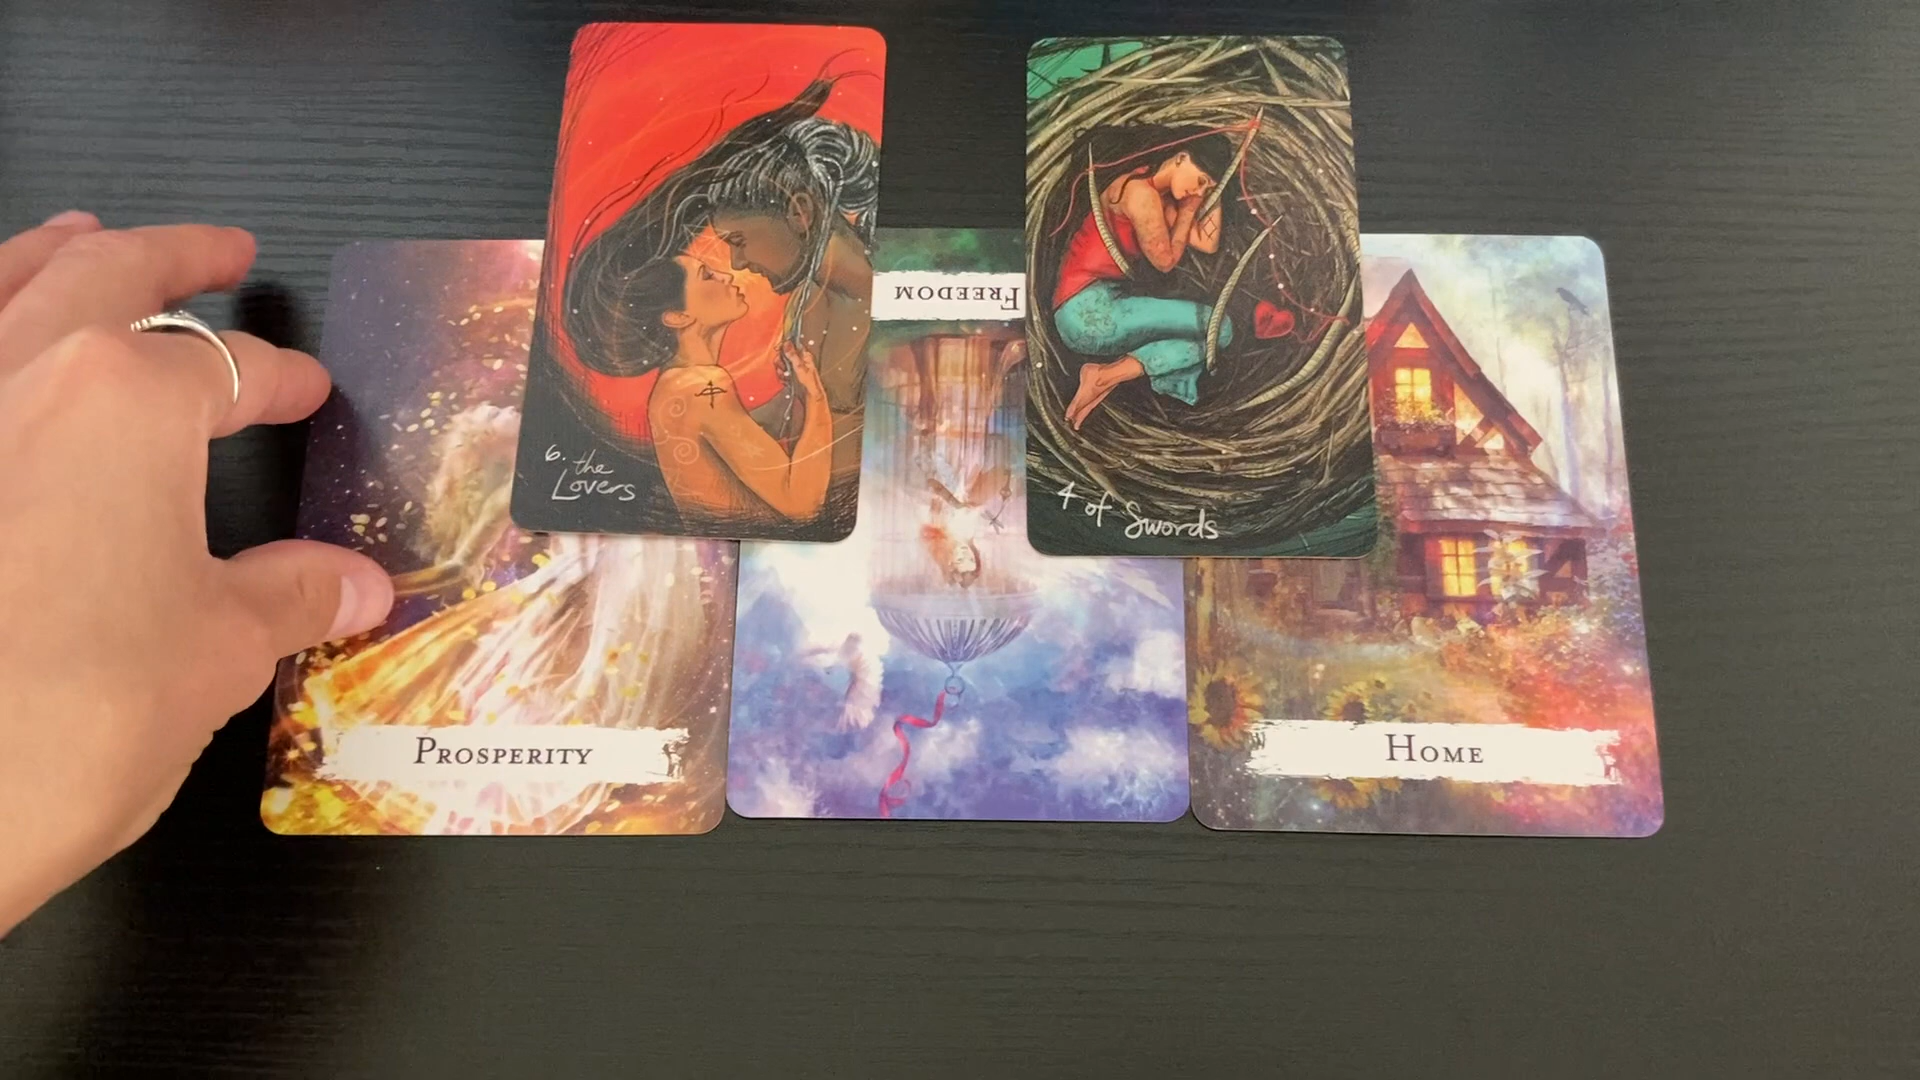 6. the
Lovers
4 of Swords
FREEDOM
PROSPERITY
HOME